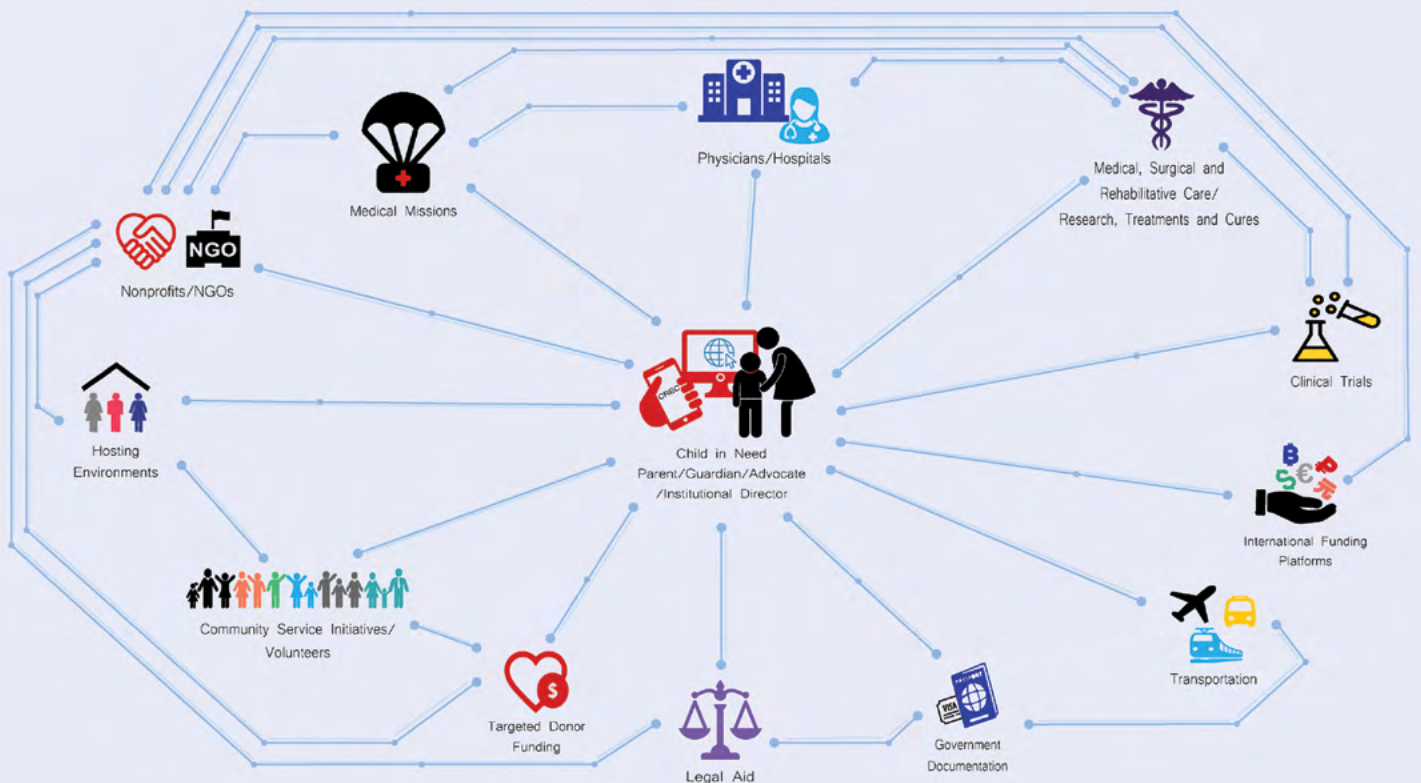 Physicians/Hospitals
Medical, Surgical and
Rehabilitative Care/
Research, Treatments and Cures
Medical Missions
NGO
Nonprofits/NGOs
CREC
Clinical Trials
Hosting
Environments
Child in Need
Parent/Guardian/Advocate
/Institutional Director
International Funding
Platforms
Community Service Initiatives/
Volunteers
Transportation
$
Targeted Donor
Funding
PASSPORT
VISA
Legal Aid
Government
Documentation